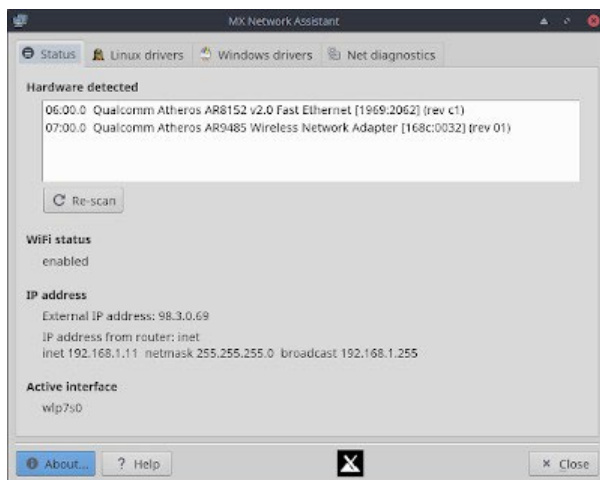 MX Network Assistant
Status Linux drivers Windows drivers Net diagnostics
Hardware detected
06:00.0 Qualcomm Atheros AR8152 v2.0 Fast Ethernet [1969:2062] (rev c1)
07:00.0 Qualcomm Atheros AR9485 Wireless Network Adapter [168c:0032] (rev 01)
Re-scan
WiFi status
enabled
IP address
External IP address: 98.3.0.69
IP address from router: inet
inet 192.168.1.11 netmask 255.255.255.0 broadcast 192.168.1.255
Active interface
wlp7s0
About... ? Help Close